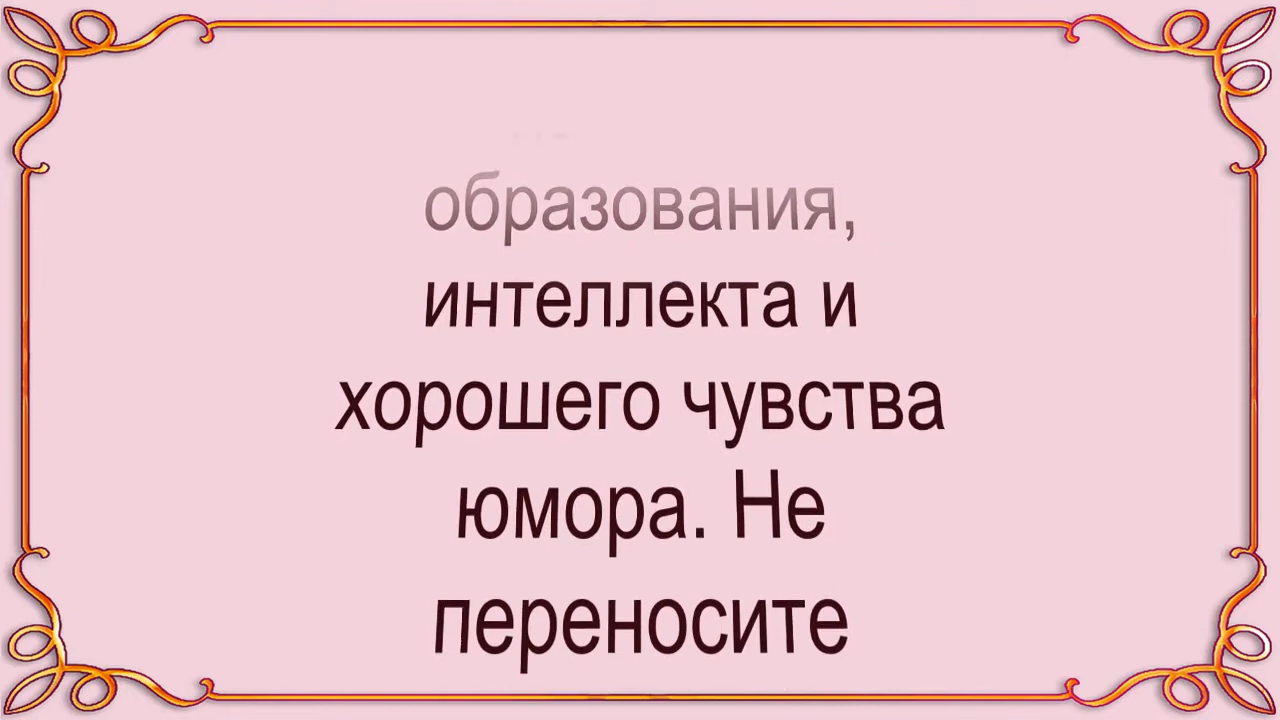 образования,
интеллекта и
хорошего чувства
юмора. Не
переносите